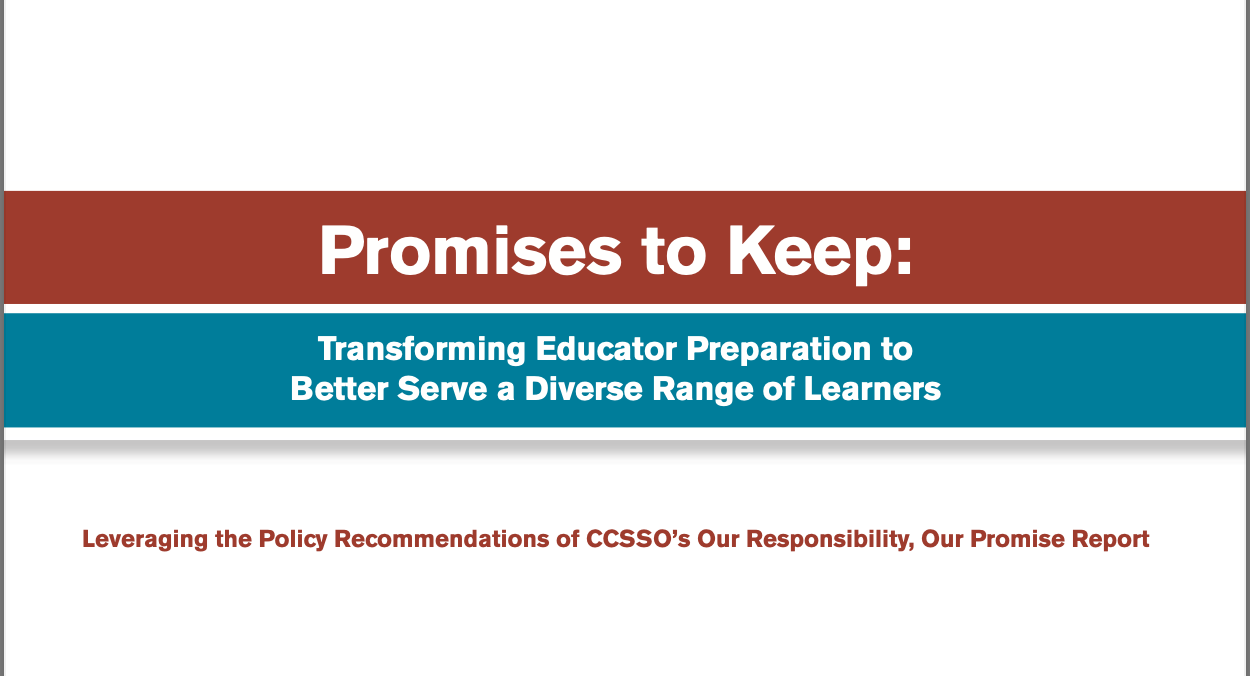 Promises to Keep:
Transforming Educator Preparation to
Better Serve a Diverse Range of Learners
Leveraging the Policy Recommendations of CCSSO’s Our Responsibility, Our Promise Report